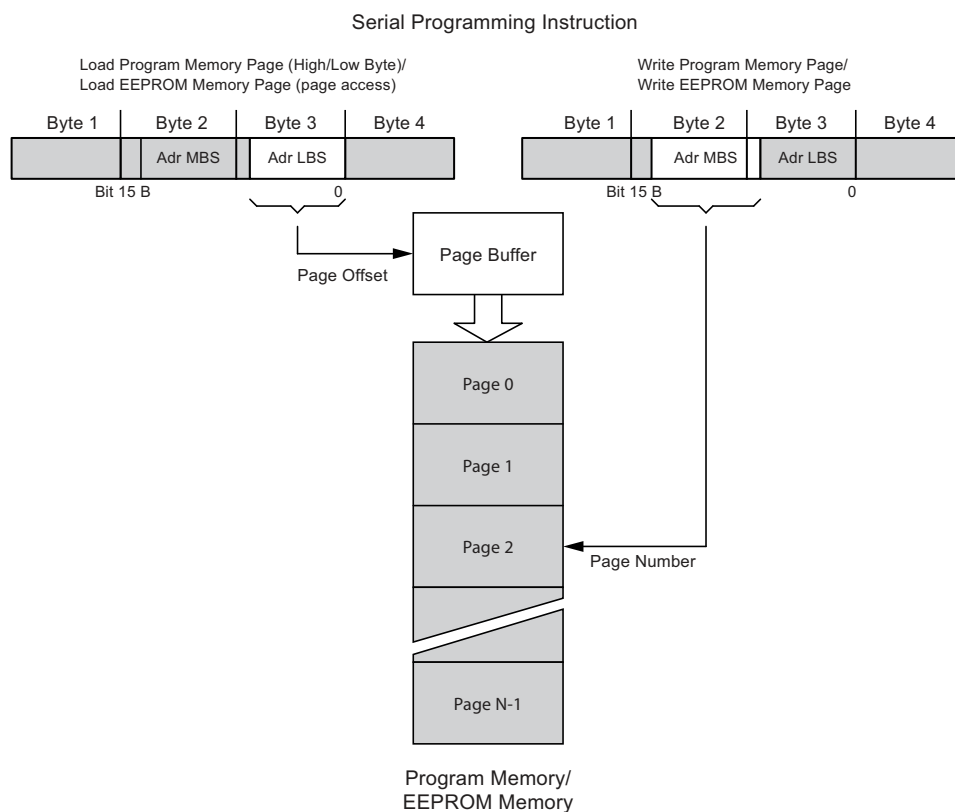 Serial Programming Instruction
Load Program Memory Page (High/Low Byte)/
Load EEPROM Memory Page (page access)
Write Program Memory Page/
Write EEPROM Memory Page
Byte 1 Byte 2 Byte 3 Byte 4
Byte 1 Byte 2 Byte 3 Byte 4
Adr MBS Adr LBS
Adr MBS Adr LBS
Bit 15 B 0
Bit 15 B 0
Page Buffer
Page Offset
Page 0
Page 1
Page 2
Page Number
Page N-1
Program Memory/
EEPROM Memory